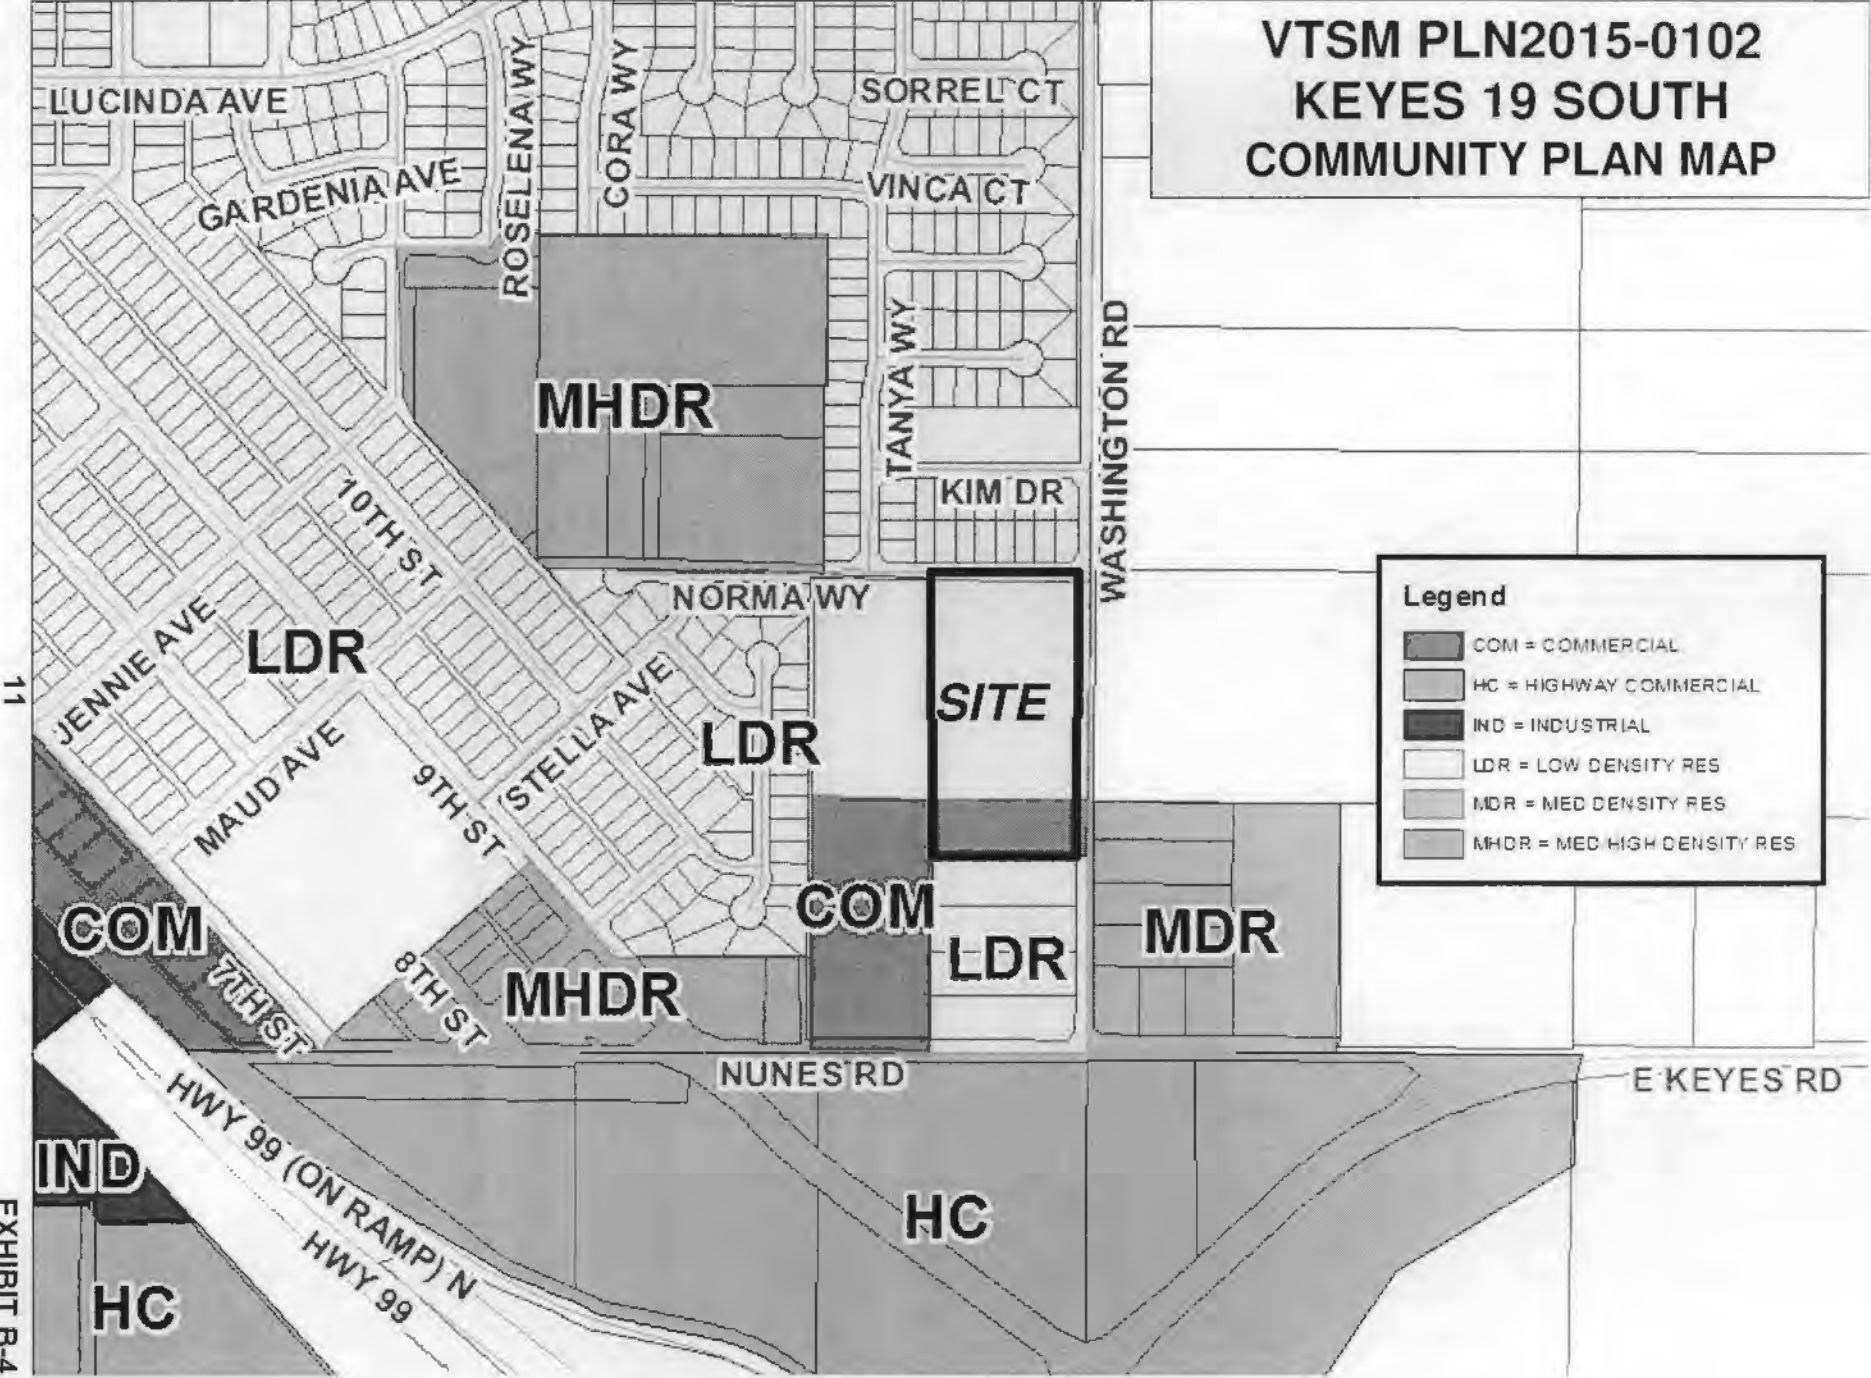 VTSM PLN2015-0102
KEYES 19 SOUTH
COMMUNITY PLAN MAP
LUCINDA AVE
GARDENIA AVE
ROSELENA WY
CORA WY
SORREL CT
VINCA CT
TANYA WY
KIM DR
WASHINGTON RD
MHDR
10TH ST
NORMA WY
JENNIE AVE
LDR
MAUD AVE
9TH ST
STELLA AVE
LDR
SITE
Legend
COM = COMMERCIAL
HC = HIGHWAY COMMERCIAL
IND = INDUSTRIAL
LDR = LOW DENSITY RES
MDR = MED DENSITY RES
MHDR = MED HIGH DENSITY RES
COM
7TH ST
8TH ST
MHDR
COM
LDR
MDR
NUNES RD
E KEYES RD
HWY 99 (ON RAMP) N
HWY 99
IND
HC
HC
11
EXHIBIT B-4